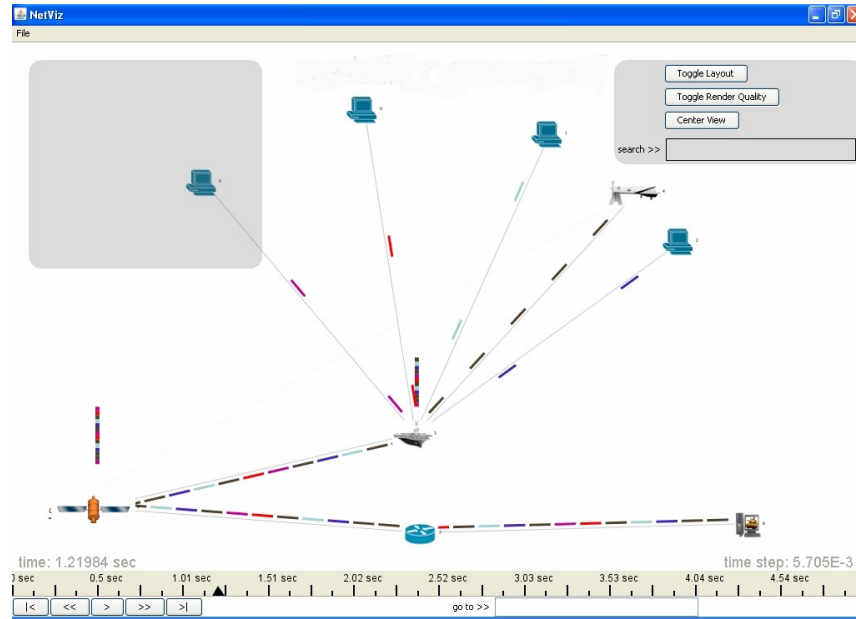 NetViz
File
Toggle Layout
Toggle Render Quality
Center View
search >>
time: 1.21984 sec
time step: 5.705E-3
0 sec 0.5 sec 1.01 sec 1.51 sec 2.02 sec 2.52 sec 3.03 sec 3.53 sec 4.04 sec 4.54 sec
|< << > >> >| go to >>